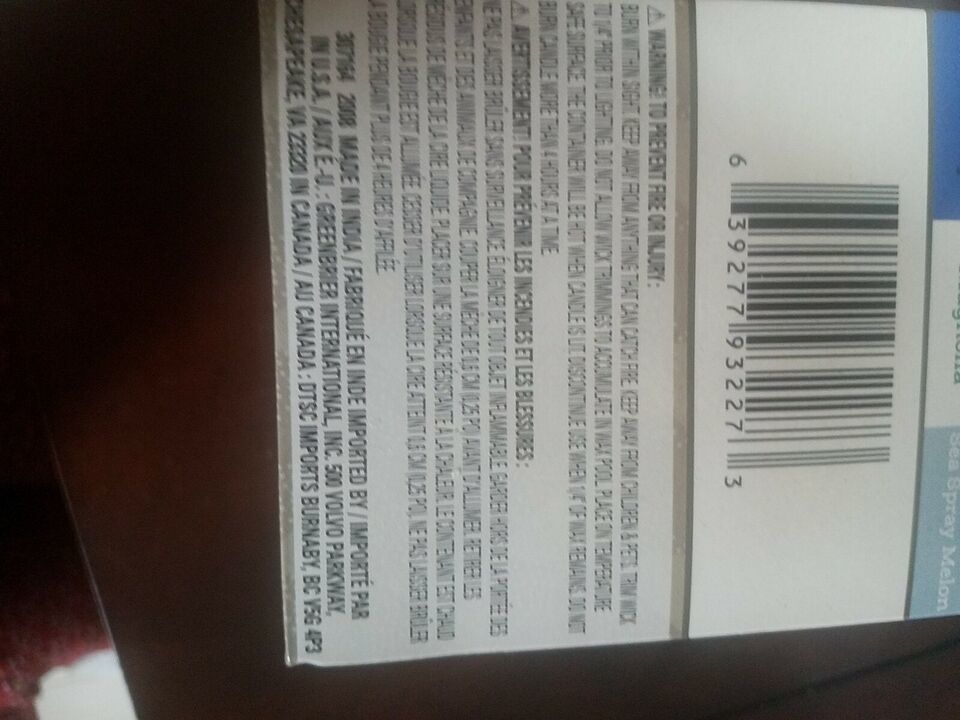 Sea Spray Melon
6 39277 93227 3
⚠ WARNING! TO PREVENT FIRE OR INJURY:
BURN WITHIN SIGHT. KEEP AWAY FROM ANYTHING THAT CAN CATCH FIRE. KEEP AWAY FROM CHILDREN & PETS. TRIM WICK
TO 1/4" PRIOR TO LIGHTING. DO NOT ALLOW WICK TRIMMINGS TO ACCUMULATE IN WAX POOL. PLACE ON TEMPERATURE
SAFE SURFACE. THE CONTAINER WILL BE HOT WHEN CANDLE IS LIT. DISCONTINUE USE WHEN 1/4" OF WAX REMAINS. DO NOT
BURN CANDLE MORE THAN 4 HOURS AT A TIME.
⚠ AVERTISSEMENT POUR PRÉVENIR LES INCENDIES ET LES BLESSURES :
NE PAS LAISSER BRÛLER SANS SURVEILLANCE. ÉLOIGNER DE TOUT OBJET INFLAMMABLE. GARDER HORS DE LA PORTÉE DES
ENFANTS ET DES ANIMAUX DE COMPAGNIE. COUPER LA MÈCHE DE 0,6 CM (0,25 PO) AVANT D'ALLUMER. RETIRER LES
RÉSIDUS DE MÈCHE DE LA CIRE LIQUIDE. PLACER SUR UNE SURFACE RÉSISTANTE À LA CHALEUR. LE CONTENANT EST CHAUD
LORSQUE LA BOUGIE EST ALLUMÉE. CESSER D'UTILISER LORSQUE LA CIRE ATTEINT 0,6 CM (0,25 PO). NE PAS LAISSER BRÛLER
LA BOUGIE PENDANT PLUS DE 4 HEURES D'AFFILÉE.
307164 2108 MADE IN INDIA / FABRIQUÉ EN INDE IMPORTED BY / IMPORTÉ PAR
IN U.S.A. / AUX É.-U. : GREENBRIER INTERNATIONAL, INC. 500 VOLVO PARKWAY,
CHESAPEAKE, VA 23320 IN CANADA / AU CANADA : DTSC IMPORTS BURNABY, BC V5G 4P3